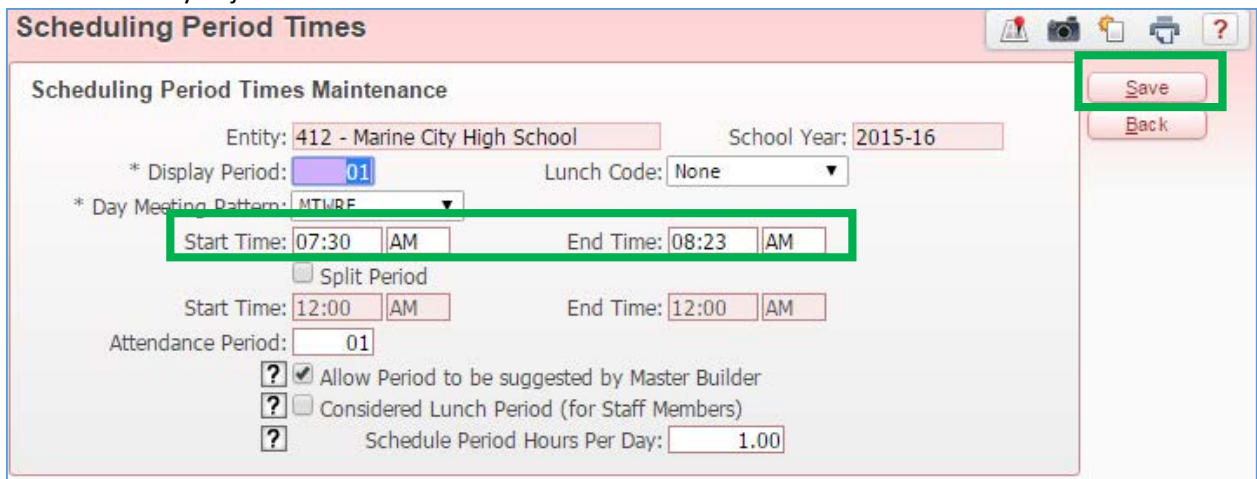 Scheduling Period Times
?
Scheduling Period Times Maintenance
Save
Entity: 412 - Marine City High School School Year: 2015-16
Back
* Display Period: 01 Lunch Code: None
* Day Meeting Pattern: MTWRF
Start Time: 07:30 AM End Time: 08:23 AM
Split Period
Start Time: 12:00 AM End Time: 12:00 AM
Attendance Period: 01
? Allow Period to be suggested by Master Builder
? Considered Lunch Period (for Staff Members)
? Schedule Period Hours Per Day: 1.00